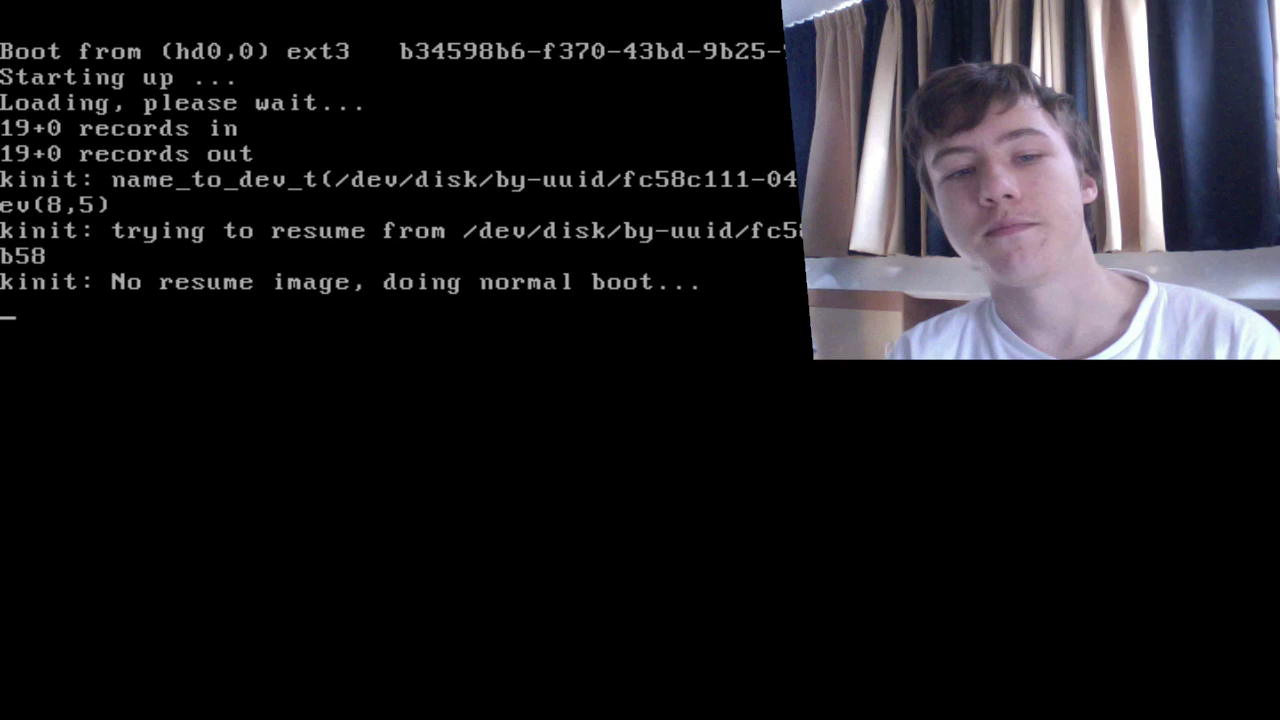 Boot from (hd0,0) ext3 b34598b6-f370-43bd-9b25-
Starting up ...
Loading, please wait...
19+0 records in
19+0 records out
kinit: name_to_dev_t(/dev/disk/by-uuid/fc58c111-04
ev(8,5)
kinit: trying to resume from /dev/disk/by-uuid/fc5
b58
kinit: No resume image, doing normal boot...